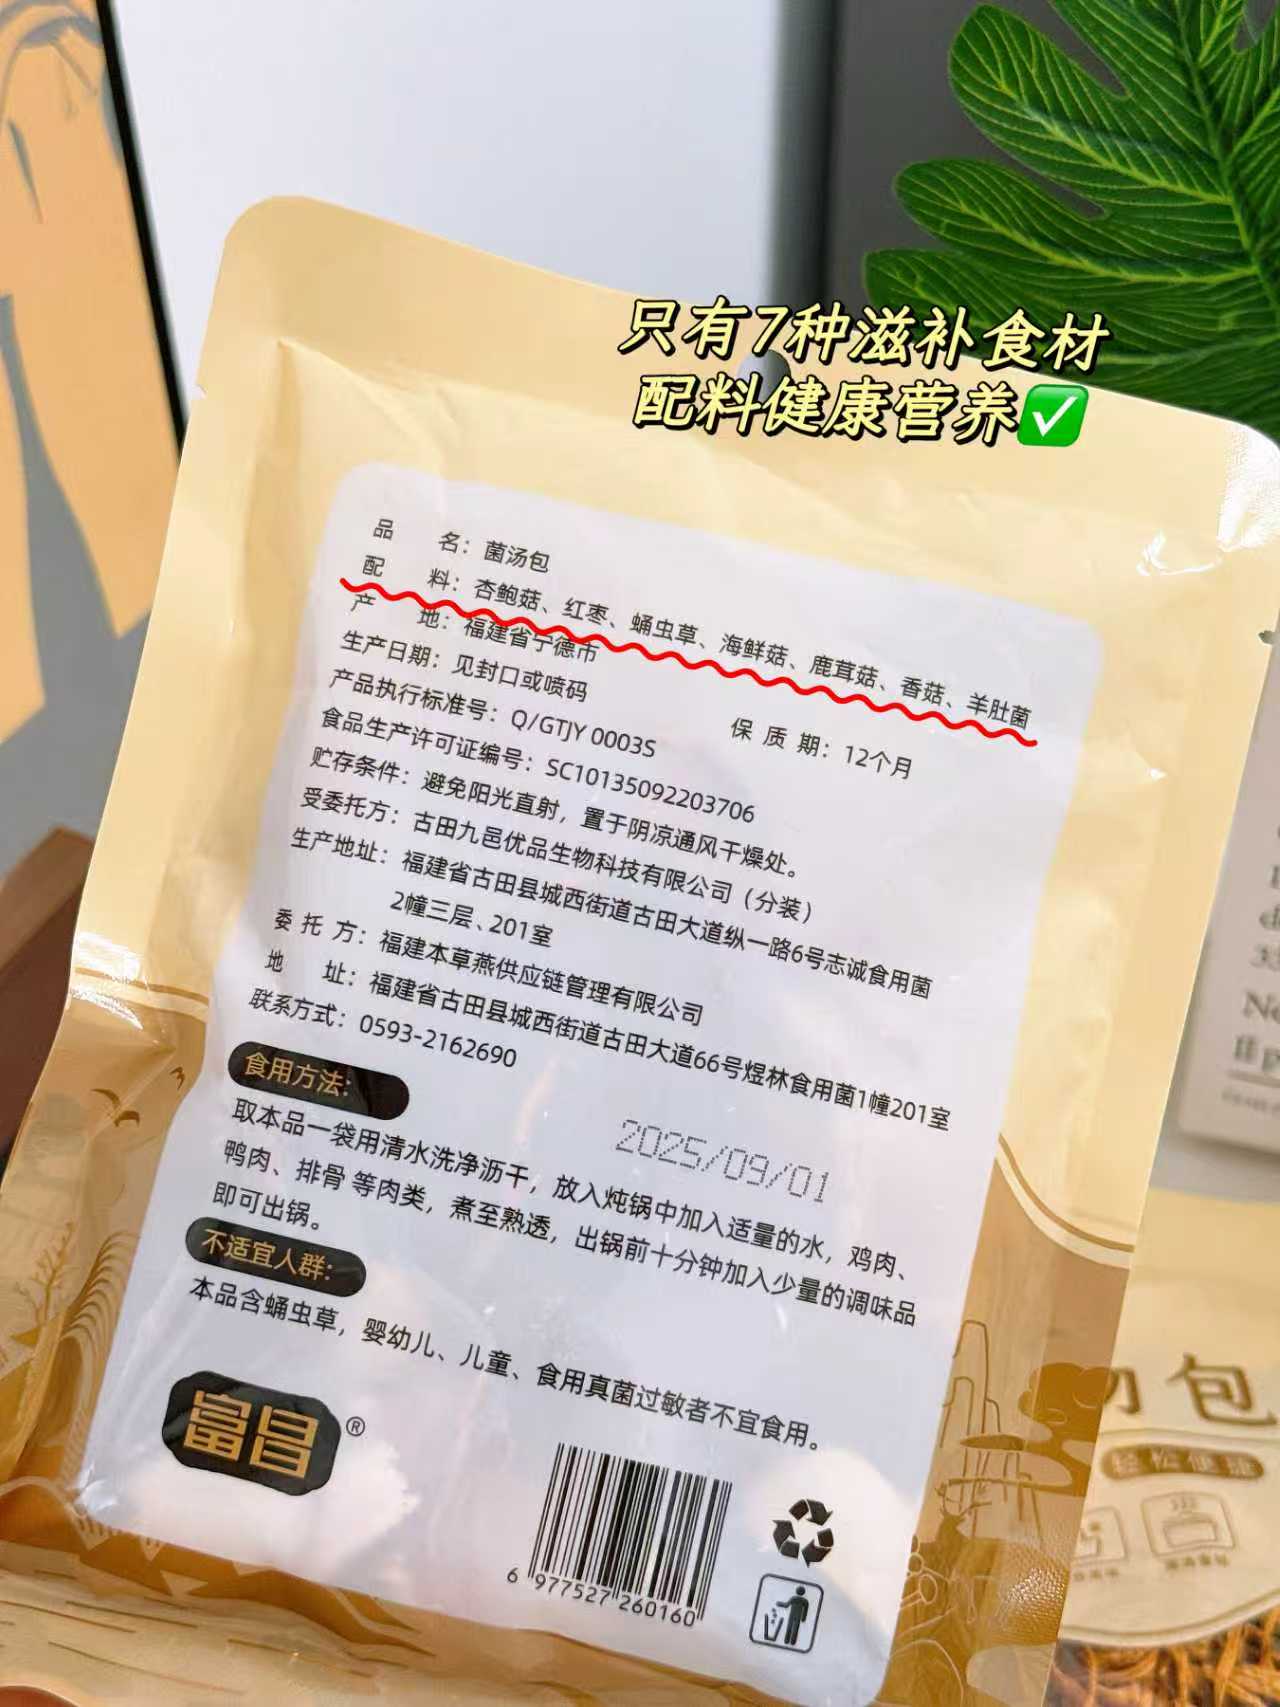 只有7种滋补食材
配料健康营养
品 名：菌汤包
配 料：杏鲍菇、红枣、蛹虫草、海鲜菇、鹿茸菇、香菇、羊肚菌
产 地：福建省宁德市
生产日期：见封口或喷码
保质期：12个月
产品执行标准号：Q/GTJY 0003S
食品生产许可证编号：SC10135092203706
贮存条件：避免阳光直射，置于阴凉通风干燥处。
受委托方：古田九邑优品生物科技有限公司（分装）
生产地址：福建省古田县城西街道古田大道纵一路6号志诚食用菌
2幢三层、201室
委托方：福建本草燕供应链管理有限公司
地 址：福建省古田县城西街道古田大道66号煜林食用菌1幢201室
联系方式：0593-2162690
食用方法：
2025/09/01
取本品一袋用清水洗净沥干，放入炖锅中加入适量的水，鸡肉、
鸭肉、排骨 等肉类，煮至熟透，出锅前十分钟加入少量的调味品
即可出锅。
不适宜人群：
本品含蛹虫草，婴幼儿、儿童、食用真菌过敏者不宜食用。
富昌®
6 977527 260160
包
轻松便捷